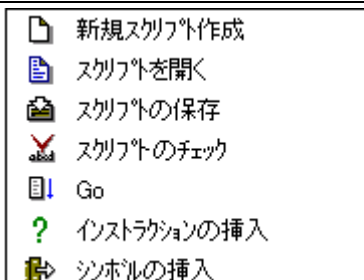 新規ｽｸﾘﾌﾟﾄ作成
ｽｸﾘﾌﾟﾄを開く
ｽｸﾘﾌﾟﾄの保存
ｽｸﾘﾌﾟﾄのﾁｪｯｸ
Go
ｲﾝｽﾄﾗｸｼｮﾝの挿入
ｼﾝﾎﾞﾙの挿入